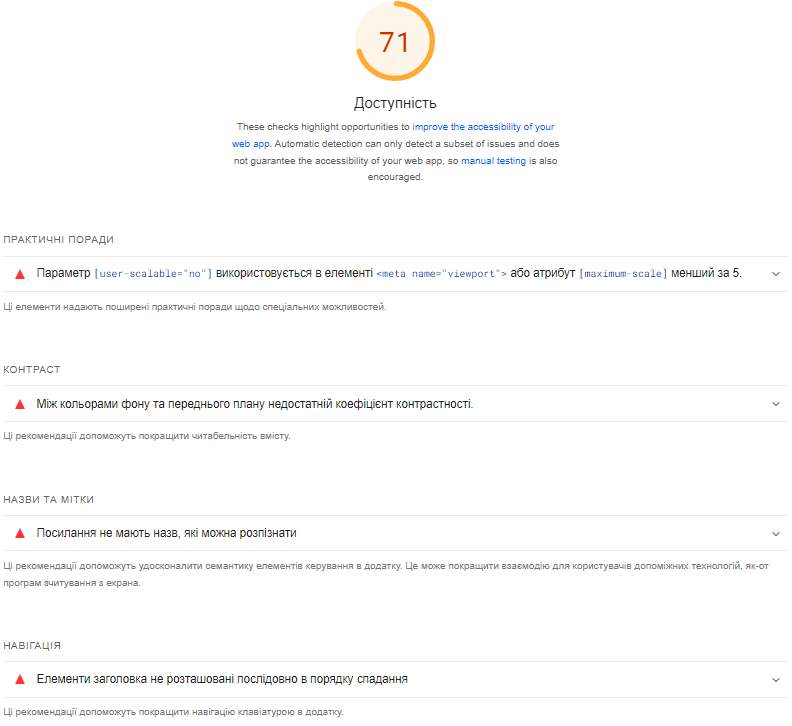 71
Доступність
These checks highlight opportunities to improve the accessibility of your
web app. Automatic detection can only detect a subset of issues and does
not guarantee the accessibility of your web app, so manual testing is also
encouraged.
ПРАКТИЧНІ ПОРАДИ
Параметр [user-scalable="no"] використовується в елементі <meta name="viewport"> або атрибут [maximum-scale] менший за 5.
Ці елементи надають поширені практичні поради щодо спеціальних можливостей.
КОНТРАСТ
Між кольорами фону та переднього плану недостатній коефіцієнт контрастності.
Ці рекомендації допоможуть покращити читабельність вмісту.
НАЗВИ ТА МІТКИ
Посилання не мають назв, які можна розпізнати
Ці рекомендації допоможуть удосконалити семантику елементів керування в додатку. Це може покращити взаємодію для користувачів допоміжних технологій, як-от
програм зчитування з екрана.
НАВІГАЦІЯ
Елементи заголовка не розташовані послідовно в порядку спадання
Ці рекомендації допоможуть покращити навігацію клавіатурою в додатку.